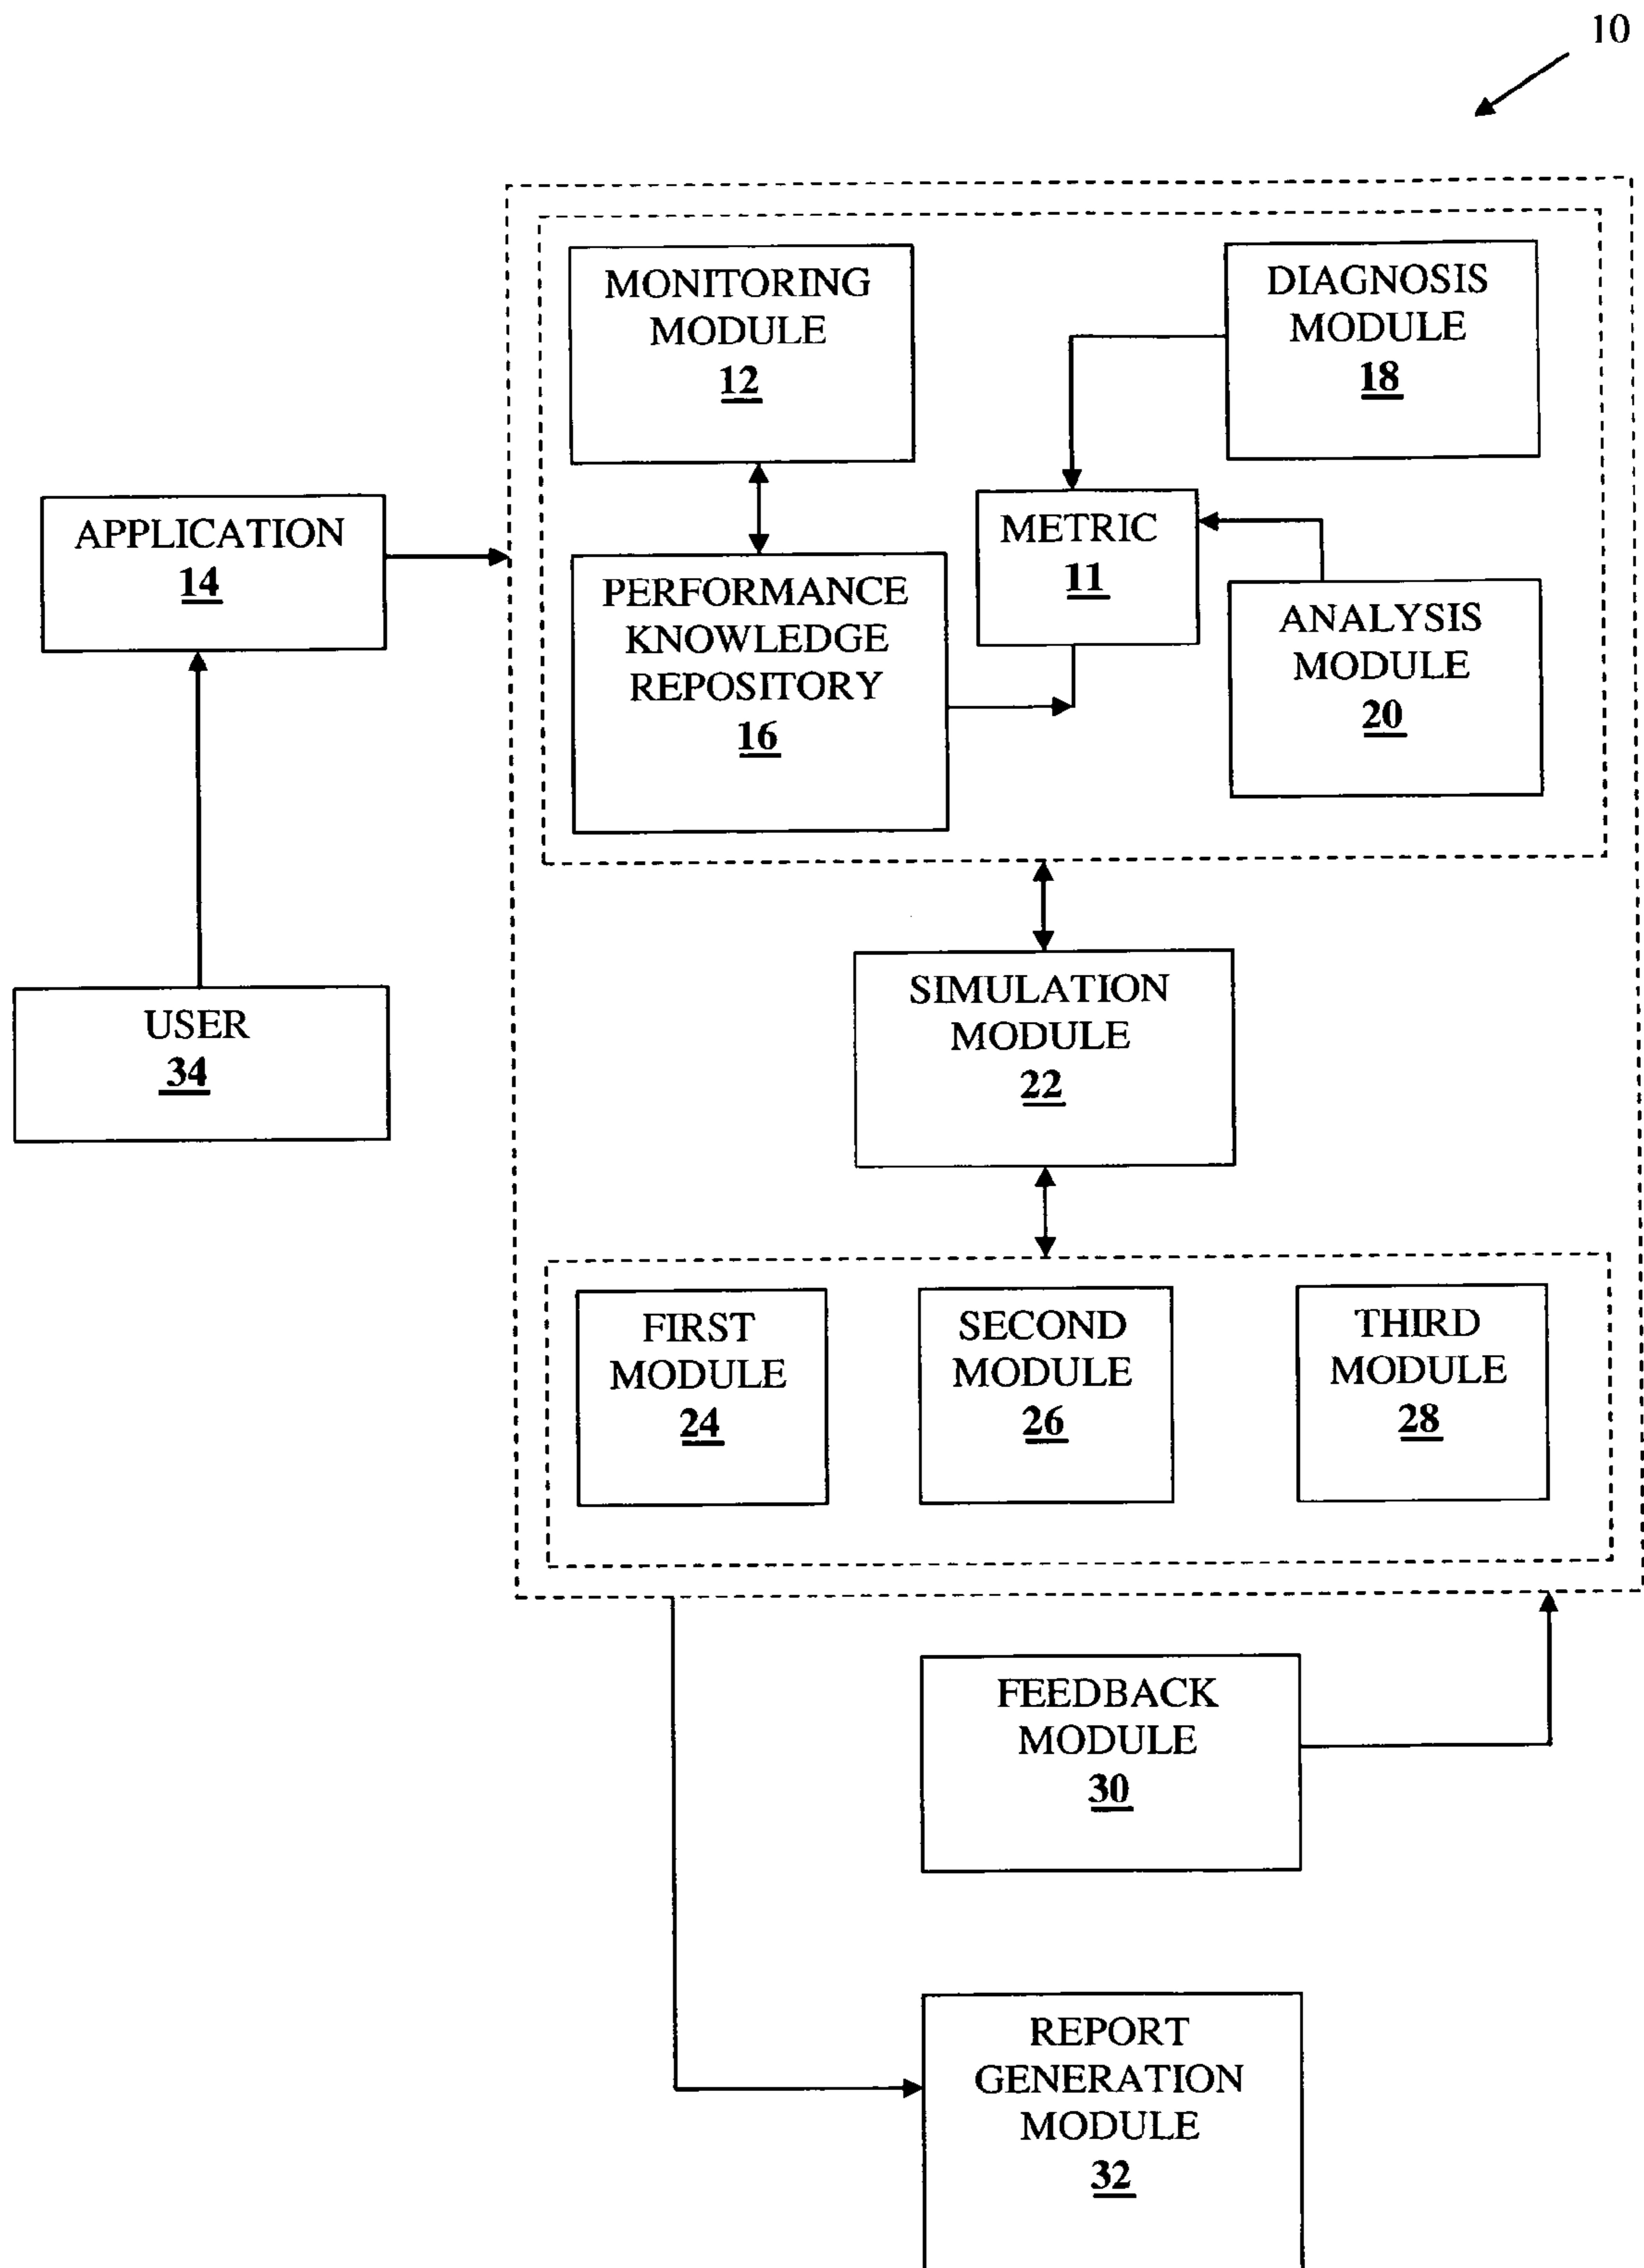 10
MONITORING
MODULE
12
DIAGNOSIS
MODULE
18
APPLICATION
14
METRIC
11
PERFORMANCE
KNOWLEDGE
REPOSITORY
16
ANALYSIS
MODULE
20
USER
34
SIMULATION
MODULE
22
FIRST
MODULE
24
SECOND
MODULE
26
THIRD
MODULE
28
FEEDBACK
MODULE
30
REPORT
GENERATION
MODULE
32